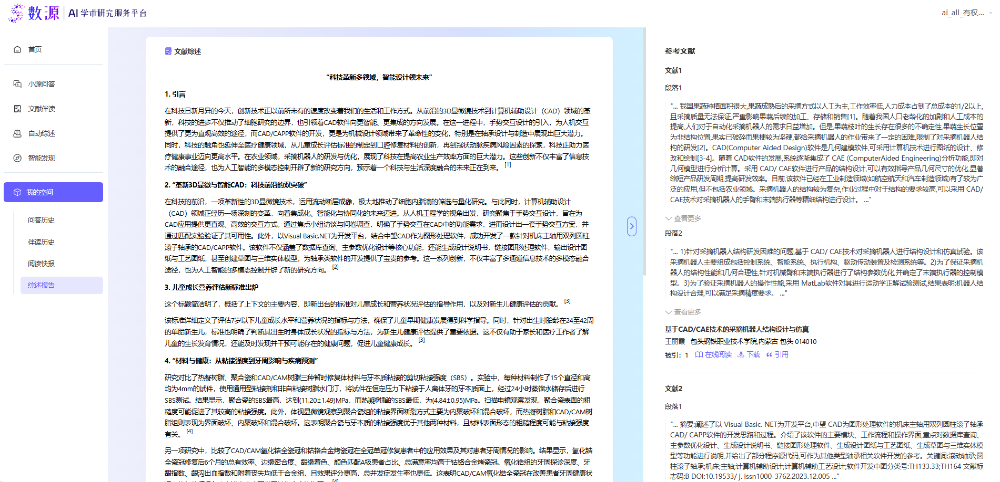 数源 AI 学术研究服务平台
ai_all_有权...
首页
小源问答
文献伴读
自动综述
智能发现
我的空间
问答历史
伴读历史
阅读快报
综述报告
文献综述
“科技革新多领域，智能设计领未来”
1. 引言
在科技日新月异的今天，创新技术正以前所未有的速度改变着我们的生活和工作方式。从前沿的3D显微镜技术到计算机辅助设计（CAD）领域的革
新，科技的进步不仅推动了细胞研究的边界，也引领着CAD软件向更智能、更集成的方向发展。在这一进程中，手势交互设计的引入，为人机交互
提供了更为直观高效的途径，而CAD/CAPP软件的开发，更是为机械设计领域带来了革命性的变化，特别是在轴承设计与制造中展现出巨大潜力。
同时，科技的触角也延伸至医疗健康领域，从儿童成长评估标准的制定到口腔修复材料的创新，再到冠状动脉疾病风险因素的探索，科技正助力医
疗健康事业迈向更高水平。在农业领域，采摘机器人的研发与优化，展现了科技在提高农业生产效率方面的巨大潜力。这些创新不仅丰富了信息技
术的融合途径，也为人工智能的多模态控制开辟了新的研究方向，预示着一个科技与生活深度融合的未来正在到来。 [1]
2. “革新3D显微与智能CAD：科技前沿的双突破”
在科技的前沿，一项革新性的3D显微镜技术，运用流动断层成像，极大地推动了细胞内脂滴的筛选与量化研究。与此同时，计算机辅助设计
（CAD）领域正经历一场深刻的变革，向着集成化、智能化与协同化的未来迈进。从人机工程学的视角出发，研究聚焦于手势交互设计，旨在为
CAD应用提供更直观、高效的交互方式。通过焦点小组访谈与问卷调查，明确了手势交互在CAD中的功能需求，进而设计出一套手势交互方案，并
通过匹配实验验证了其可用性。此外，以Visual Basic.NET为开发平台，结合中望CAD作为图形处理软件，成功开发了一款针对机床主轴用双列圆柱
滚子轴承的CAD/CAPP软件。该软件不仅涵盖了数据库查询、主参数优化设计等核心功能，还能生成设计说明书，链接图形处理软件，输出设计图
纸与工艺图纸，甚至创建草图与三维实体模型，为轴承类软件的开发提供了宝贵的参考。这一系列创新，不仅丰富了多通道信息技术的多模态融合
途径，也为人工智能的多模态控制开辟了新的研究方向。 [2]
3. 儿童成长营养评估新标准出炉
这个标题简洁明了，概括了上下文的主要内容，即新出台的标准对儿童成长和营养状况评估的指导作用，以及对新生儿健康评估的贡献。 [3]
该标准详细定义了评估7岁以下儿童成长水平和营养状况的指标与方法，确保了儿童早期健康发展得到科学指导。同时，针对出生时胎龄在24至42周
的单胎新生儿，标准也明确了判断其出生时身体成长状况的指标与方法，为新生儿健康评估提供了重要依据。这不仅有助于家长和医疗工作者了解
儿童的生长发育情况，还能及时发现并干预可能存在的健康问题，促进儿童健康成长。 [3]
4. “材料与健康：从粘接强度到牙周影响与疾病预测”
研究对比了热凝树脂、聚合瓷和CAD/CAM树脂三种暂时修复体材料与牙本质粘接的剪切粘接强度（SBS）。实验中，每种材料制作了15个直径和高
均为4mm的试件，使用通用型粘接剂和非自粘接树脂水门汀，将试件在恒定压力下粘接于人离体牙的牙本质面上，经过24小时蒸馏水储存后进行
SBS测试。结果显示，聚合瓷的SBS最高，达到(11.20±1.49)MPa，而热凝树脂的SBS最低，为(4.84±0.95)MPa。扫描电镜观察发现，聚合瓷表面的粗
糙度可能促进了其较高的粘接强度。此外，体视显微镜观察到聚合瓷组的粘接界面断裂方式主要为内聚破坏和混合破坏，而热凝树脂和CAD/CAM树
脂组则表现为界面破坏、内聚破坏和混合破坏。这表明聚合瓷与牙本质的粘接强度优于其他两种材料，且材料表面形态的粗糙程度可能与粘接强度
有关。 [4]
另一项研究中，比较了CAD/CAM氧化锆全瓷冠和钴铬合金烤瓷冠在全冠单冠修复患者中的应用效果及其对患者牙周情况的影响。结果显示，氧化锆
全瓷冠修复后6个月的总有效率、边缘密合度、龈缘着色、颜色匹配A级患者占比、总满意率均高于钴铬合金烤瓷冠。氧化锆组的牙周探诊深度、牙
龈指数、龈沟出血指数和附着丧失均低于合金组，且效果评分更高，总并发症发生率也更低。这表明CAD/CAM氧化锆全瓷冠在改善患者牙周健康状
参考文献
文献1
段落1
"... 我国果蔬种植面积很大,果蔬成熟后的采摘方式以人工为主,工作效率低,人力成本占到了总成本的1/2以上,
且采摘质量无法保证,严重影响果蔬后续的加工、存储和销售[1]。随着我国人口老龄化的加剧和人工成本的
提高,人们对于自动化采摘机器人的需求日益增加。但是,果蔬枝叶的生长存在很多的不确定性,果蔬生长位置
为非结构位置,果实已破碎而果梗较为坚硬,都给采摘机器人的作业带来了一定的困难,限制了对采摘机器人结
构的研发[2]。CAD(Computer Aided Design)软件是几何建模软件,可采用计算机技术进行图纸的设计、修
改和绘制[3-4]。随着 CAD软件的发展,系统逐渐集成了 CAE (ComputerAided Engineering)分析功能,即对
几何模型进行分析计算。采用 CAD/ CAE软件进行产品的结构设计,可以有效指导产品几何尺寸的优化,显著
缩短产品研发周期,提高研发效率。目前,该软件已经在工业制造领域(如航空航天和汽车制造领域)有了较为广
泛的应用,但不包括农业领域。采摘机器人的结构较为复杂,作业过程中对于结构的要求较高,可以采用 CAD/
CAE技术对采摘机器人的手臂和末端执行器等精细结构进行设计。 ..."
查看更多
段落2
"... 1)针对采摘机器人结构研发困难的问题,基于 CAD/ CAE技术对采摘机器人进行结构设计和仿真试验。该
采摘机器人主要组成包括控制系统、智能系统、执行机构、驱动传动装置及检测系统等。2)为了保证采摘机
器人的结构性能和几何合理性,针对机械臂和末端执行器进行了结构参数优化,并确定了末端执行器的控制模
型。3)为了验证采摘机器人的操作性能,采用 MatLab软件对其进行运动学正解试验测试,结果表明:机器人结
构设计合理,可以满足采摘精度要求。 ..."
查看更多
基于CAD/CAE技术的采摘机器人结构设计与仿真
王丽霞 包头钢铁职业技术学院,内蒙古 包头 014010
被引：1 在线阅读 下载 引用
文献2
段落1
"... 摘要:阐述了以 Visual Basic. NET为开发平台,中望 CAD为图形处理软件的机床主轴用双列圆柱滚子轴承
CAD/ CAPP软件的开发思路和过程。介绍了该软件的主要模块、工作流程和操作界面,重点对数据库查询、
主参数优化设计、生成设计说明书、链接图形处理软件、生成设计图纸与工艺图纸、生成草图与三维实体模
型等功能进行说明,并给出了部分程序源代码,可作为其他类型轴承相关软件开发的参考。关键词:滚动轴承;圆
柱滚子轴承;机床;主轴;计算机辅助设计;计算机辅助工艺设计;软件开发中图分类号:TH133.33;TH164 文献标
志码:B DOI:10.19533/ j. issn1000-3762.2023.12.005 ..."